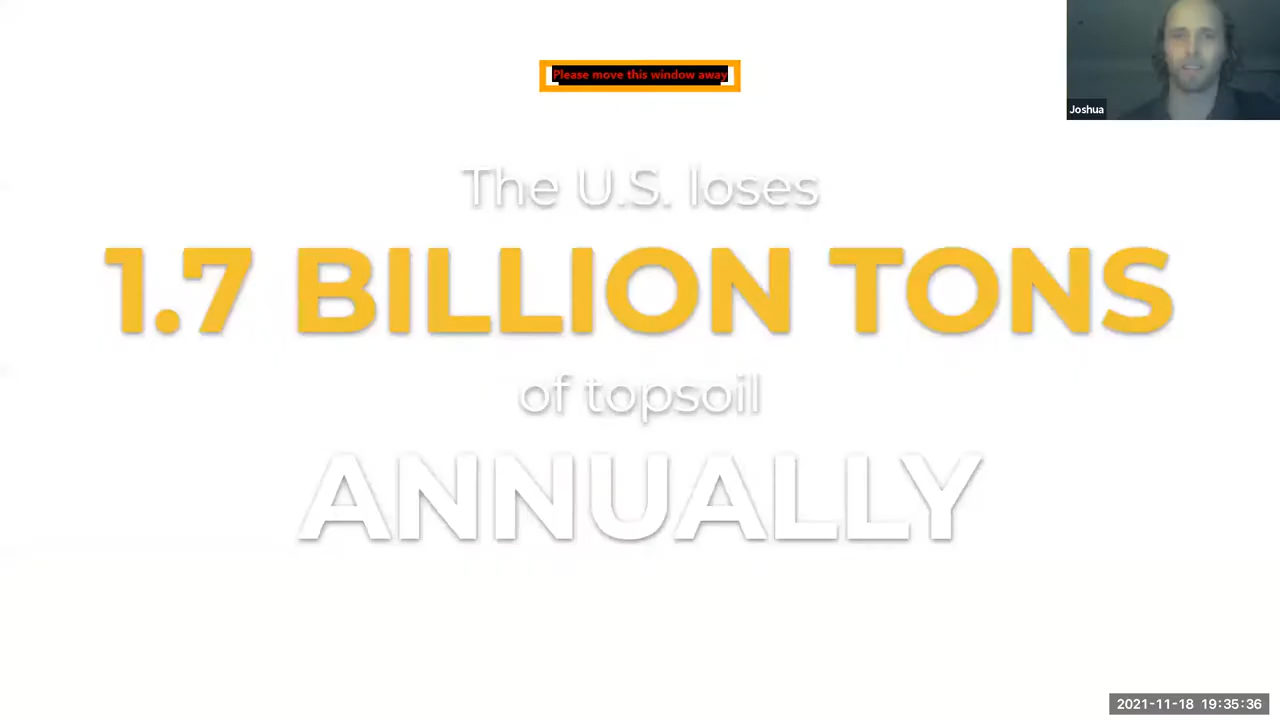 Please move this window away
Joshua
The U.S. loses
1.7 BILLION TONS
of topsoil
ANNUALLY
2021-11-18 19:35:36